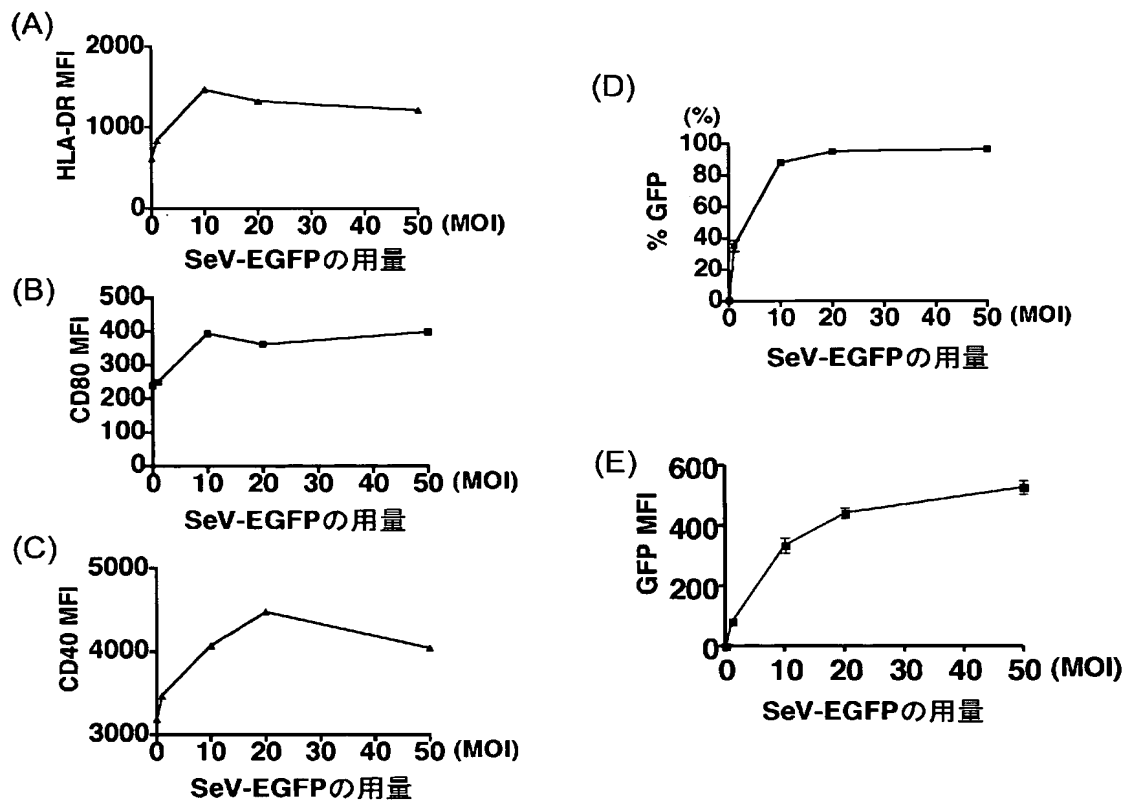 (A)
HLA-DR MFI
2000
1000
0
0 10 20 30 40 50 (MOI)
SeV-EGFPの用量
(B)
CD80 MFI
500
400
300
200
100
0
0 10 20 30 40 50 (MOI)
SeV-EGFPの用量
(C)
CD40 MFI
5000
4000
3000
0 10 20 30 40 50 (MOI)
SeV-EGFPの用量
(D)
(%)
% GFP
100
80
60
40
20
0
0 10 20 30 40 50 (MOI)
SeV-EGFPの用量
(E)
GFP MFI
600
400
200
0
0 10 20 30 40 50 (MOI)
SeV-EGFPの用量